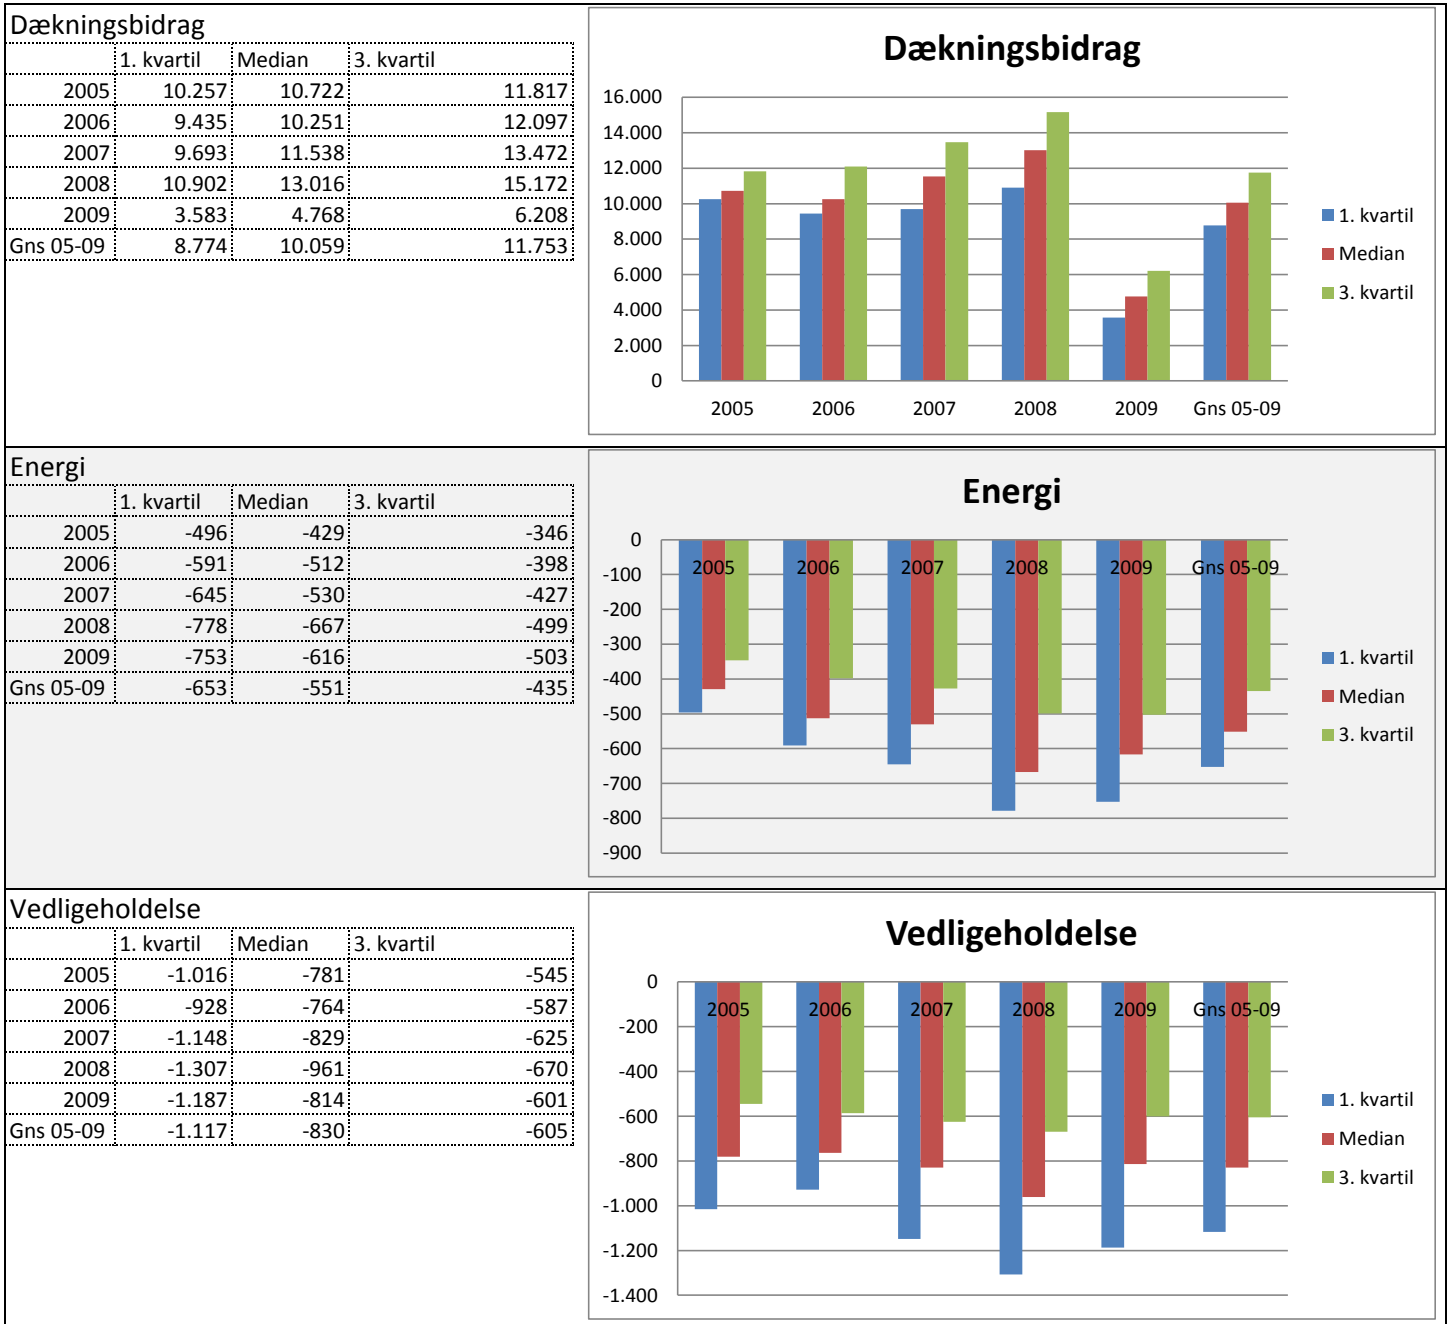 Dækningsbidrag
1. kvartil Median 3. kvartil
2005 10.257 10.722 11.817
2006 9.435 10.251 12.097
2007 9.693 11.538 13.472
2008 10.902 13.016 15.172
2009 3.583 4.768 6.208
Gns 05-09 8.774 10.059 11.753
Dækningsbidrag
16.000
14.000
12.000
10.000
8.000
6.000
4.000
2.000
0
2005 2006 2007 2008 2009 Gns 05-09
1. kvartil
Median
3. kvartil
Energi
1. kvartil Median 3. kvartil
2005 -496 -429 -346
2006 -591 -512 -398
2007 -645 -530 -427
2008 -778 -667 -499
2009 -753 -616 -503
Gns 05-09 -653 -551 -435
Energi
0
-100
-200
-300
-400
-500
-600
-700
-800
-900
2005 2006 2007 2008 2009 Gns 05-09
1. kvartil
Median
3. kvartil
Vedligeholdelse
1. kvartil Median 3. kvartil
2005 -1.016 -781 -545
2006 -928 -764 -587
2007 -1.148 -829 -625
2008 -1.307 -961 -670
2009 -1.187 -814 -601
Gns 05-09 -1.117 -830 -605
Vedligeholdelse
0
-200
-400
-600
-800
-1.000
-1.200
-1.400
2005 2006 2007 2008 2009 Gns 05-09
1. kvartil
Median
3. kvartil